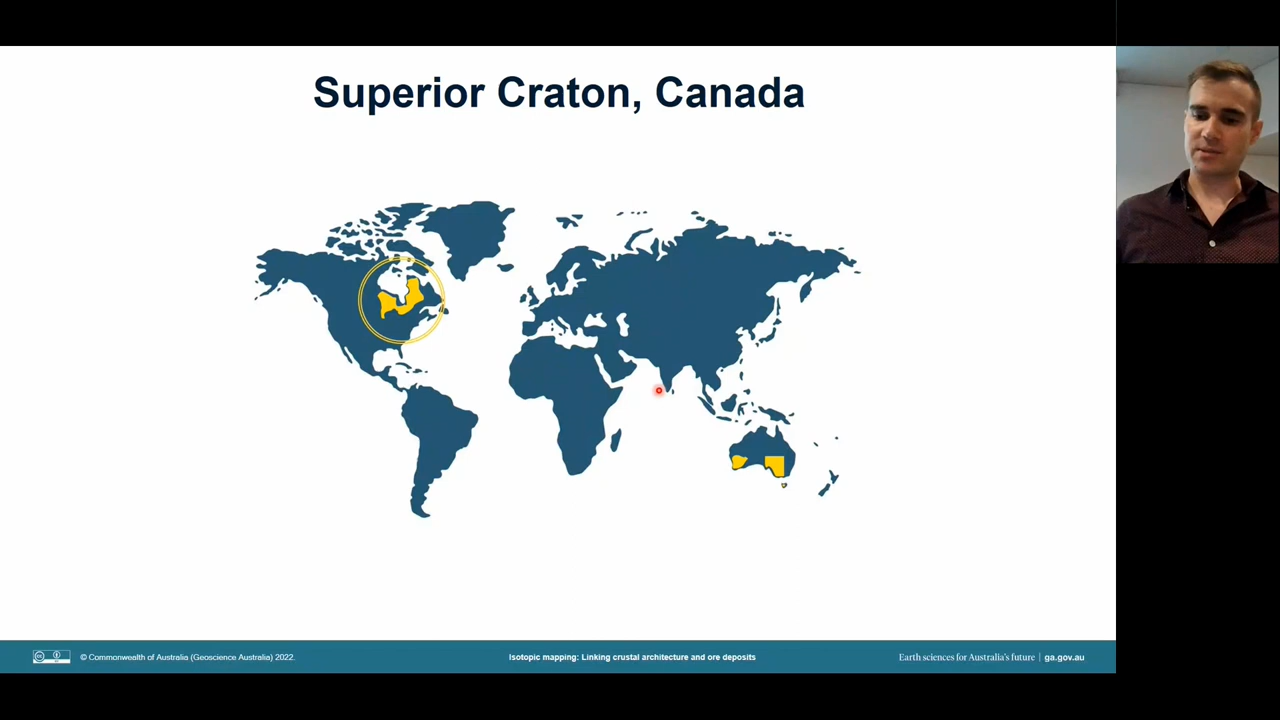 Superior Craton, Canada
© Commonwealth of Australia (Geoscience Australia) 2022.
Isotopic mapping: Linking crustal architecture and ore deposits
Earth sciences for Australia's future | ga.gov.au